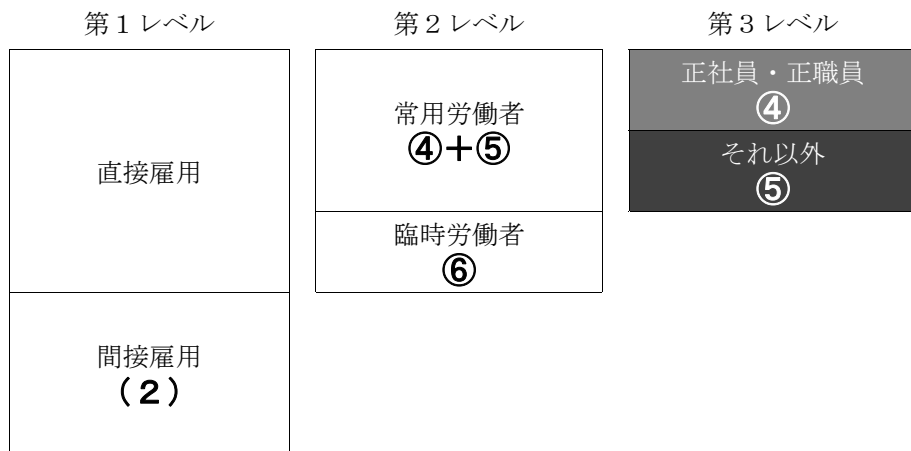 第１レベル
第２レベル
第３レベル
直接雇用
間接雇用
（２）
常用労働者
④＋⑤
臨時労働者
⑥
正社員・正職員
④
それ以外
⑤